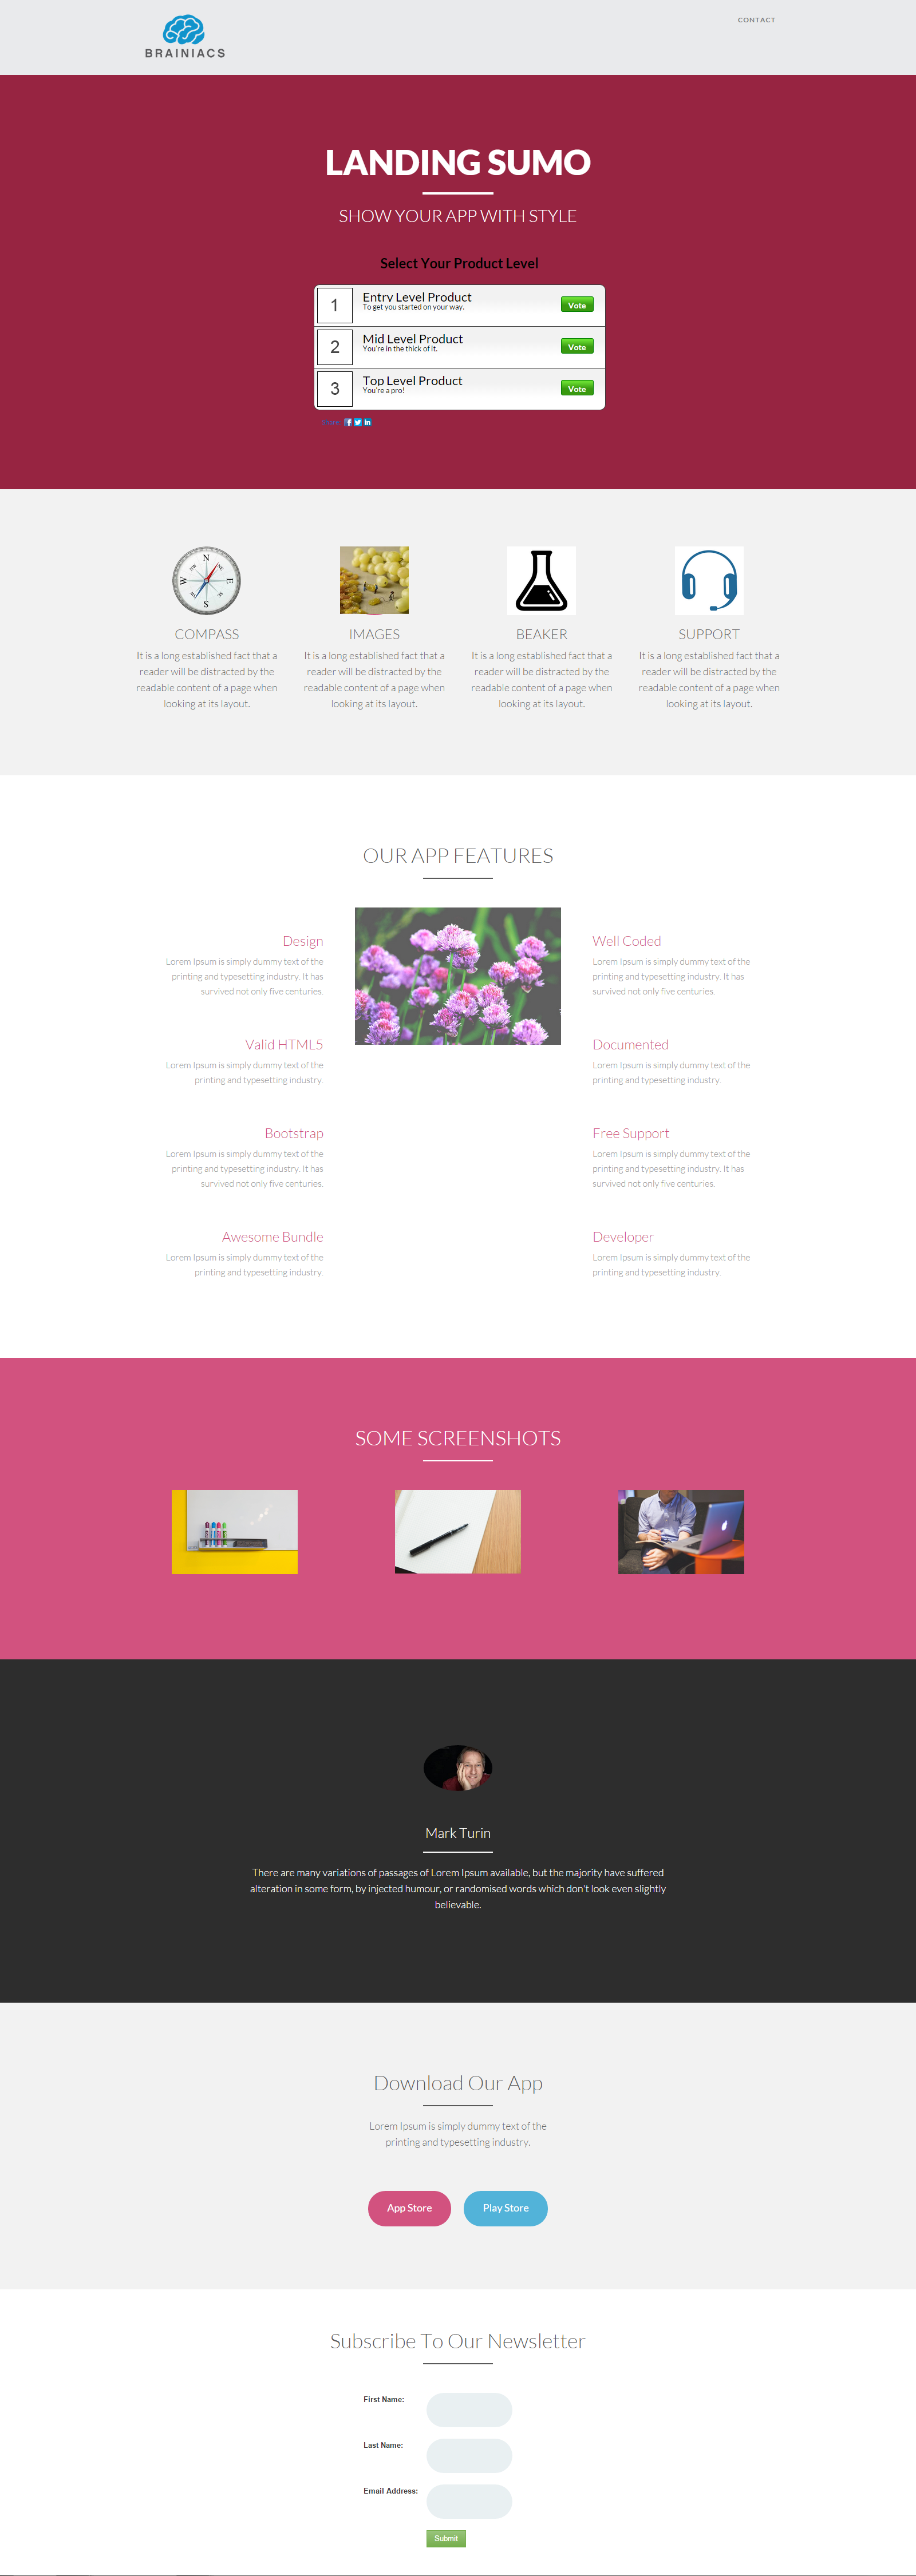 BRAINIACS
CONTACT
LANDING SUMO
SHOW YOUR APP WITH STYLE
Select Your Product Level
1
Entry Level Product
To get you started on your way.
Vote
2
Mid Level Product
You're in the thick of it.
Vote
3
Top Level Product
You're a pro!
Vote
N
NE
E
S
W
NW
COMPASS
It is a long established fact that a
reader will be distracted by the
readable content of a page when
looking at its layout.
IMAGES
It is a long established fact that a
reader will be distracted by the
readable content of a page when
looking at its layout.
BEAKER
It is a long established fact that a
reader will be distracted by the
readable content of a page when
looking at its layout.
SUPPORT
It is a long established fact that a
reader will be distracted by the
readable content of a page when
looking at its layout.
OUR APP FEATURES
Design
Lorem Ipsum is simply dummy text of the
printing and typesetting industry. It has
survived not only five centuries.
Valid HTML5
Lorem Ipsum is simply dummy text of the
printing and typesetting industry.
Bootstrap
Lorem Ipsum is simply dummy text of the
printing and typesetting industry. It has
survived not only five centuries.
Awesome Bundle
Lorem Ipsum is simply dummy text of the
printing and typesetting industry.
Well Coded
Lorem Ipsum is simply dummy text of the
printing and typesetting industry. It has
survived not only five centuries.
Documented
Lorem Ipsum is simply dummy text of the
printing and typesetting industry.
Free Support
Lorem Ipsum is simply dummy text of the
printing and typesetting industry. It has
survived not only five centuries.
Developer
Lorem Ipsum is simply dummy text of the
printing and typesetting industry.
SOME SCREENSHOTS
Mark Turin
There are many variations of passages of Lorem Ipsum available, but the majority have suffered
alteration in some form, by injected humour, or randomised words which don't look even slightly
believable.
Download Our App
Lorem Ipsum is simply dummy text of the
printing and typesetting industry.
App Store
Play Store
Subscribe To Our Newsletter
First Name:
Last Name:
Email Address:
Submit